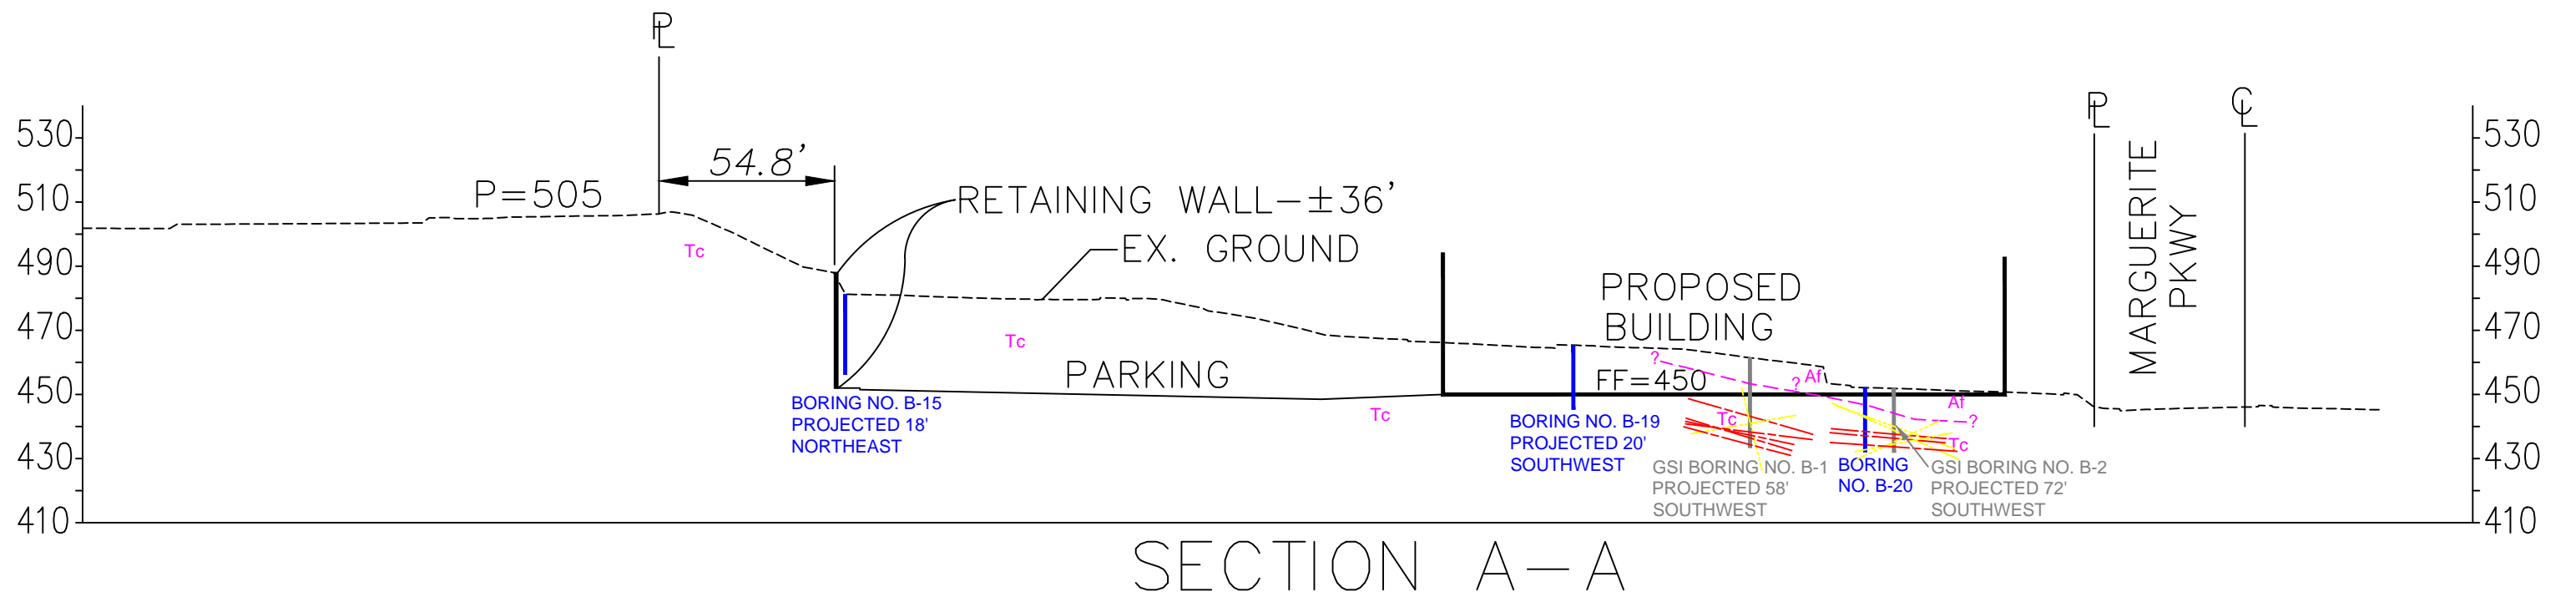 PL
PL
CL
530
510
490
470
450
430
410
P=505
54.8'
RETAINING WALL-±36'
EX. GROUND
Tc
Tc
PARKING
Tc
PROPOSED
BUILDING
FF=450
?
?
Af
Af
?
Tc
Tc
MARGUERITE
PKWY
530
510
490
470
450
430
410
BORING NO. B-15
PROJECTED 18'
NORTHEAST
BORING NO. B-19
PROJECTED 20'
SOUTHWEST
GSI BORING NO. B-1
PROJECTED 58'
SOUTHWEST
BORING
NO. B-20
GSI BORING NO. B-2
PROJECTED 72'
SOUTHWEST
SECTION A-A